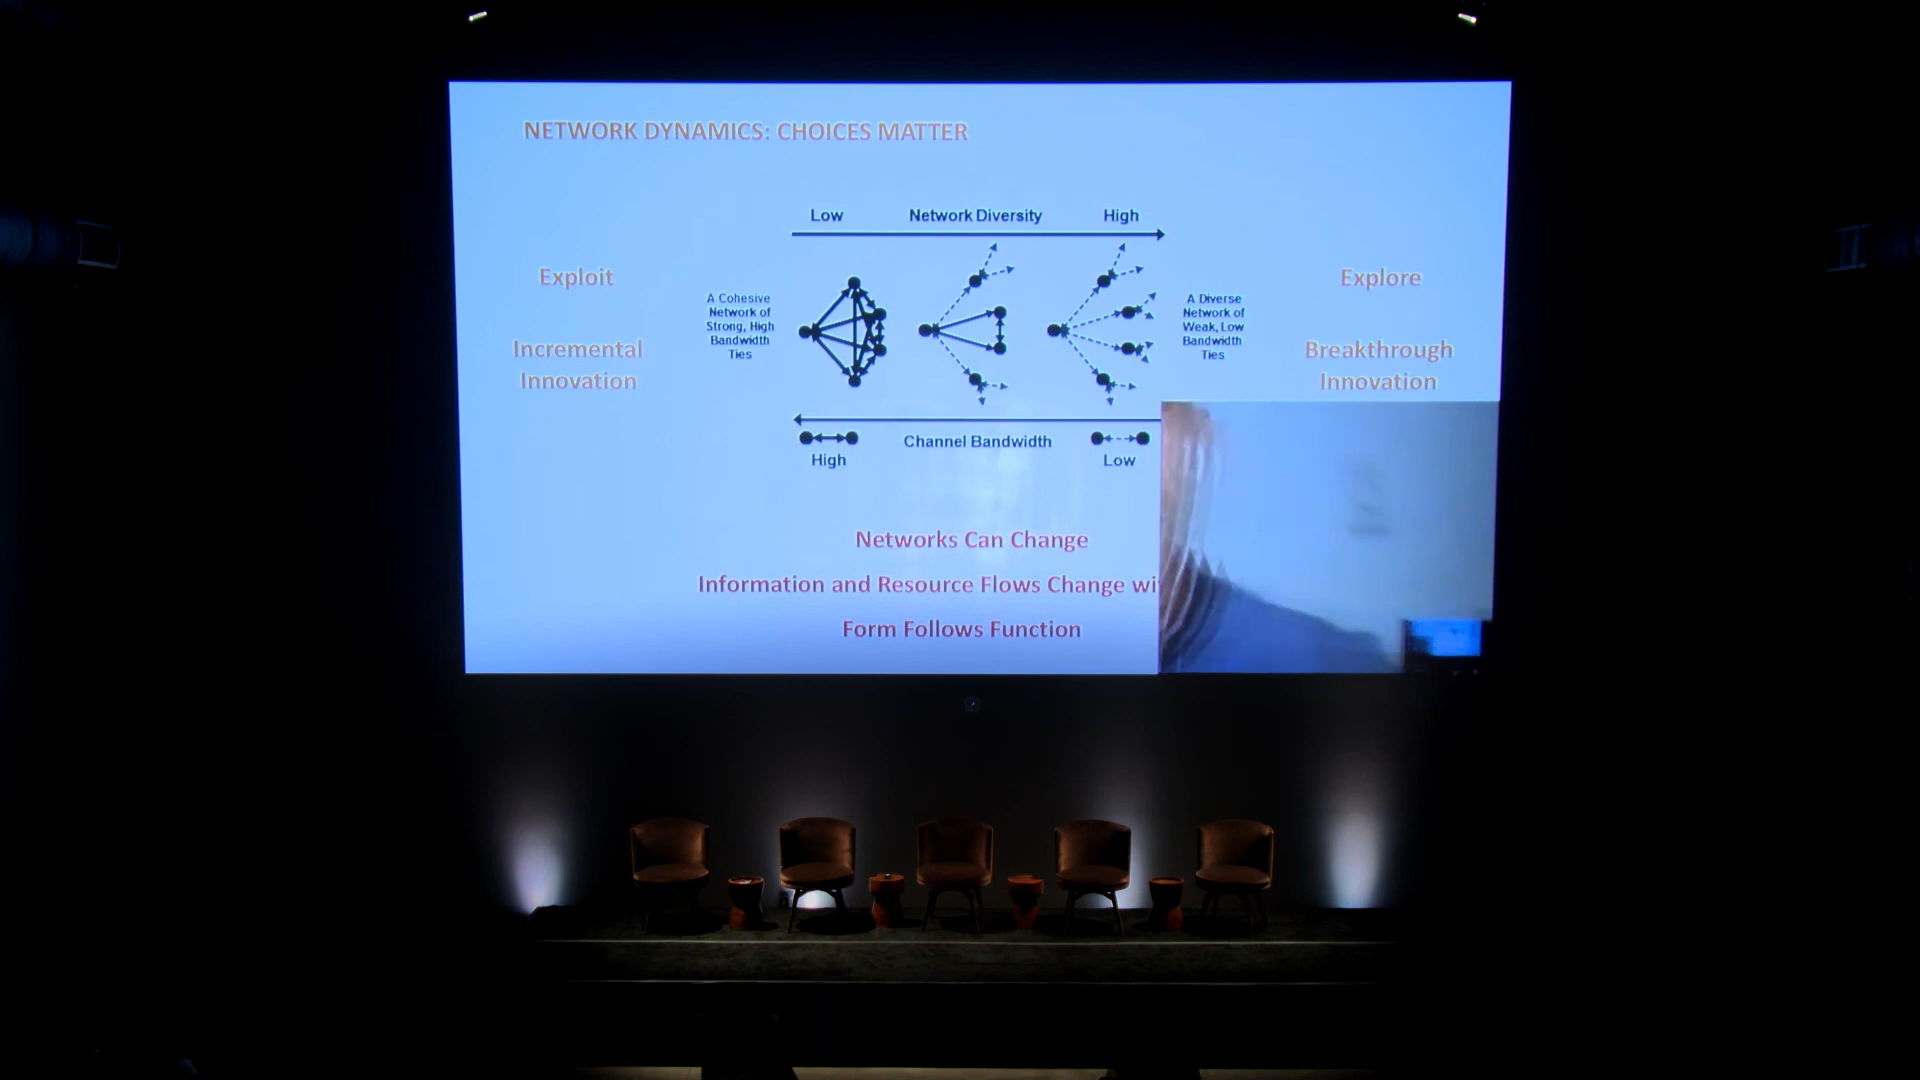 NETWORK DYNAMICS: CHOICES MATTER
Low Network Diversity High
Exploit
Incremental
Innovation
A Cohesive
Network of
Strong, High
Bandwidth
Ties
A Diverse
Network of
Weak, Low
Bandwidth
Ties
Explore
Breakthrough
Innovation
Channel Bandwidth
High
Low
Networks Can Change
Information and Resource Flows Change
Form Follows Function